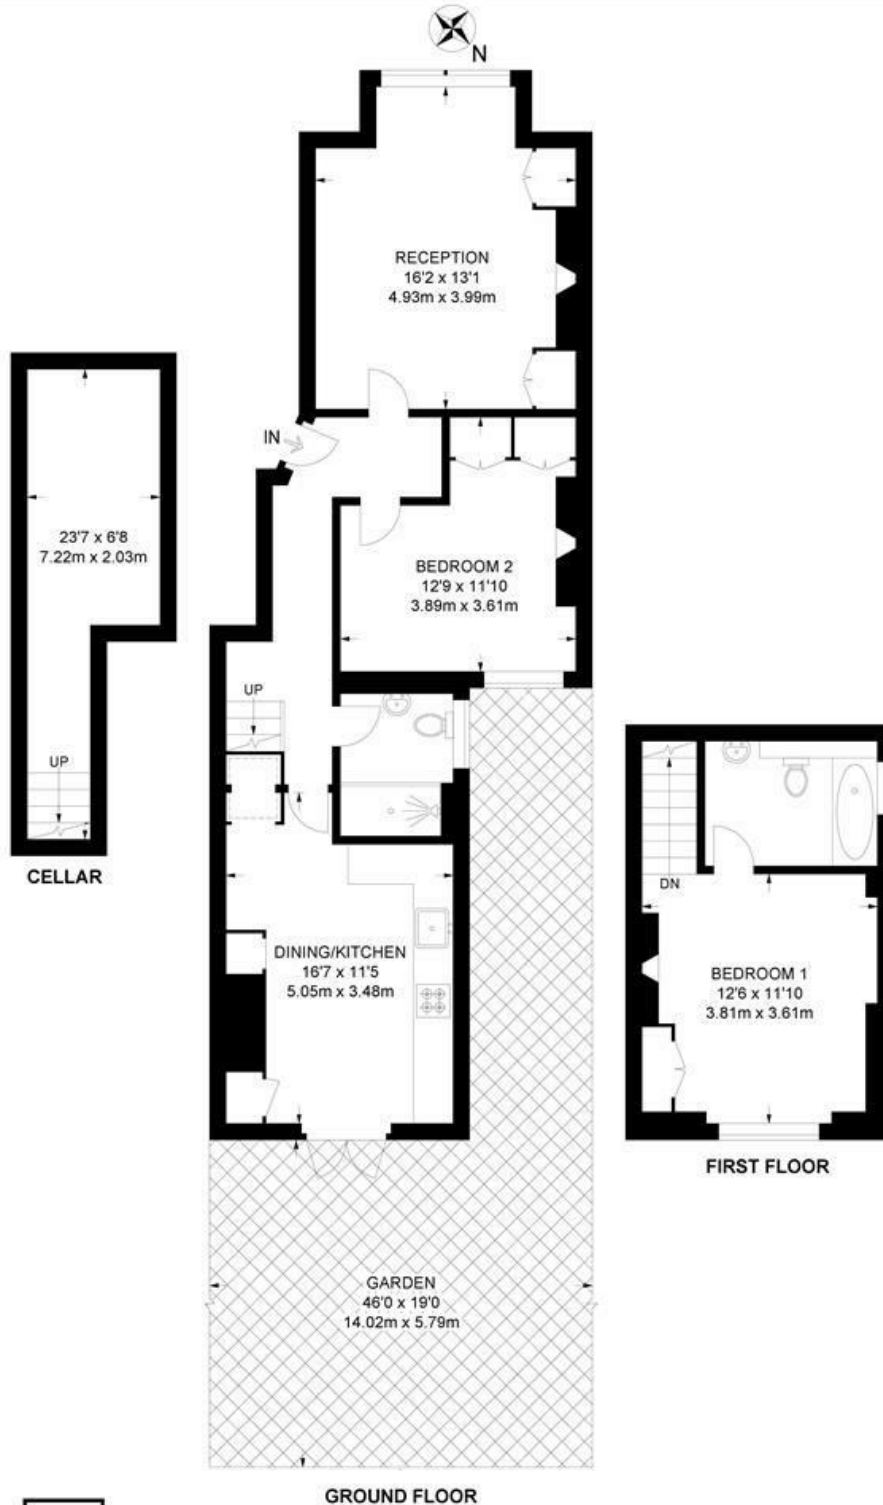 N
RECEPTION
16'2 x 13'1
4.93m x 3.99m
IN
23'7 x 6'8
7.22m x 2.03m
BEDROOM 2
12'9 x 11'10
3.89m x 3.61m
UP
UP
CELLAR
DN
DINING/KITCHEN
16'7 x 11'5
5.05m x 3.48m
BEDROOM 1
12'6 x 11'10
3.81m x 3.61m
FIRST FLOOR
GARDEN
46'0 x 19'0
14.02m x 5.79m
GROUND FLOOR